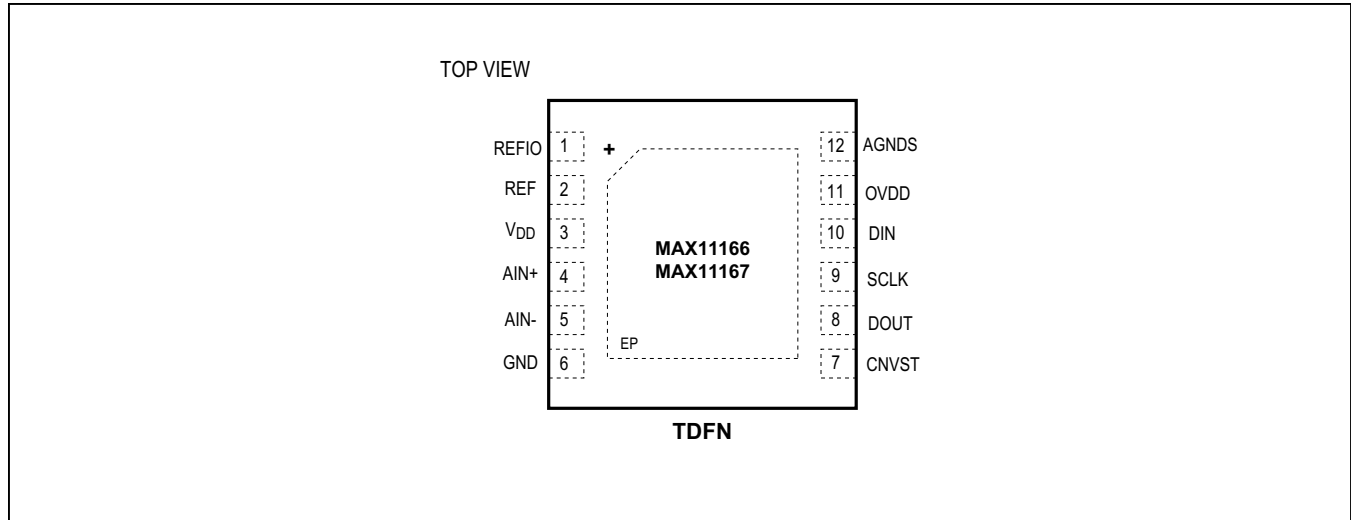 TOP VIEW
REFIO 1 + 12 AGNDS
REF 2 11 OVDD
VDD 3 10 DIN
MAX11166
MAX11167
AIN+ 4 9 SCLK
AIN- 5 8 DOUT
EP
GND 6 7 CNVST
TDFN